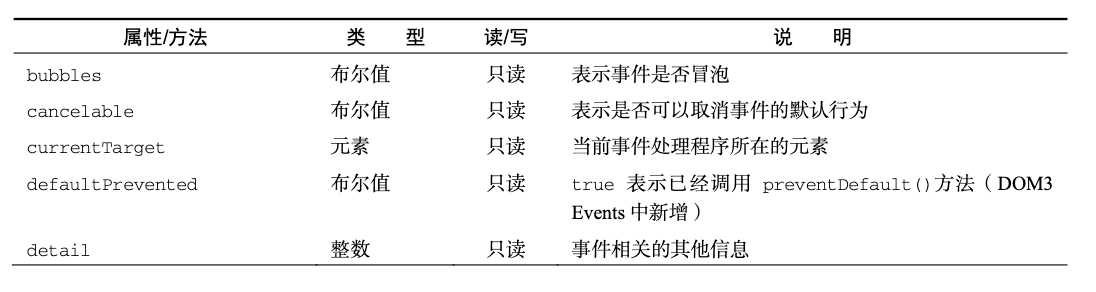 属性/方法 类 型 读/写 说 明
bubbles 布尔值 只读 表示事件是否冒泡
cancelable 布尔值 只读 表示是否可以取消事件的默认行为
currentTarget 元素 只读 当前事件处理程序所在的元素
defaultPrevented 布尔值 只读 true 表示已经调用 preventDefault()方法（DOM3
Events 中新增）
detail 整数 只读 事件相关的其他信息